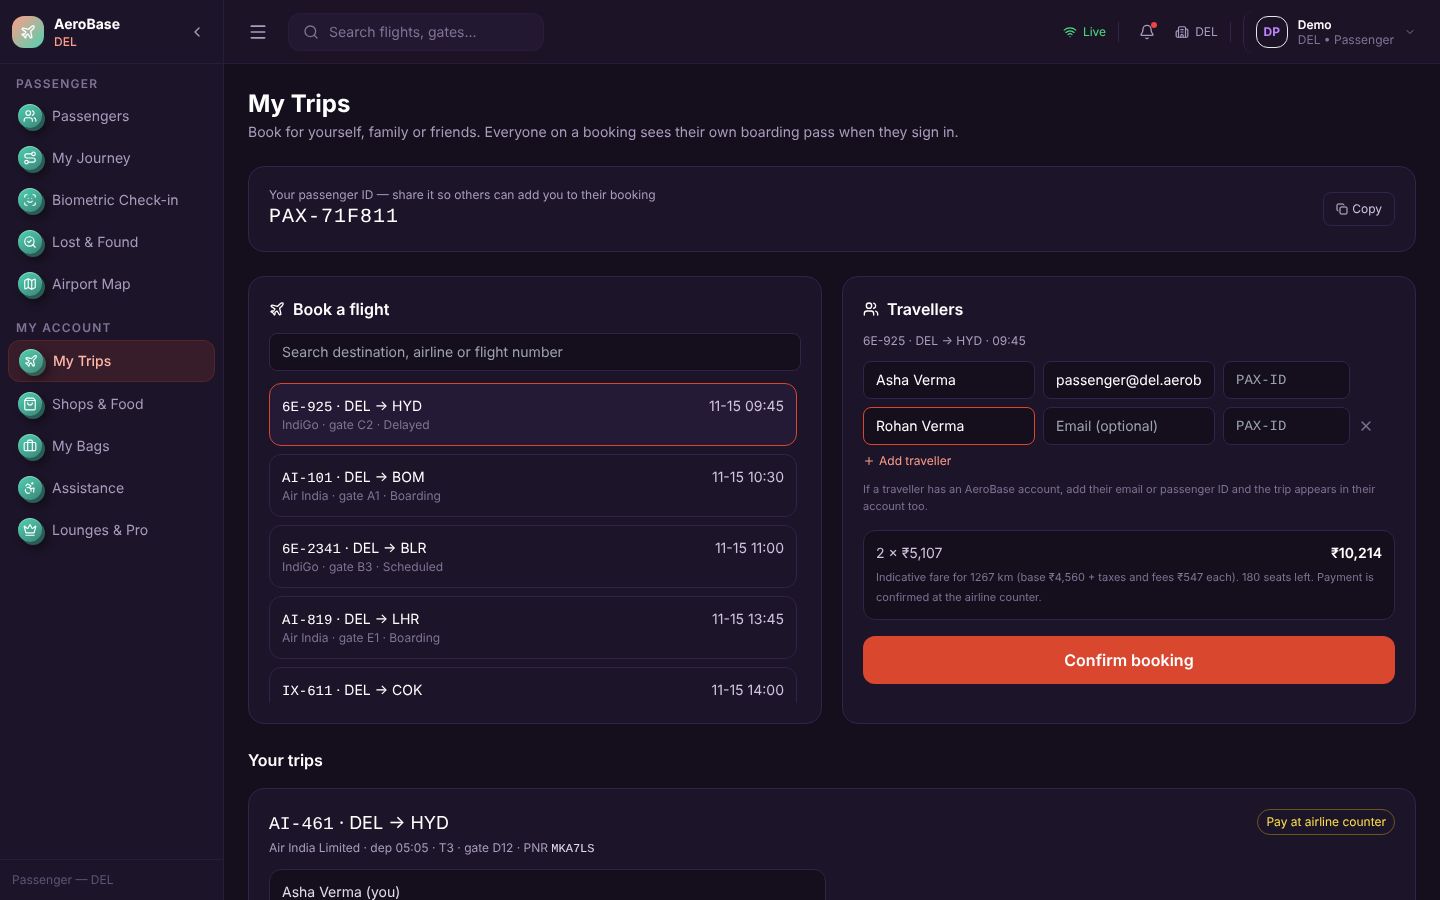 AeroBase
DEL
Search flights, gates...
Live
DEL
DP
Demo
DEL • Passenger
PASSENGER
Passengers
My Journey
Biometric Check-in
Lost & Found
Airport Map
MY ACCOUNT
My Trips
Shops & Food
My Bags
Assistance
Lounges & Pro
Passenger — DEL
My Trips
Book for yourself, family or friends. Everyone on a booking sees their own boarding pass when they sign in.
Your passenger ID — share it so others can add you to their booking
PAX-71F811
Copy
Book a flight
Search destination, airline or flight number
6E-925 · DEL → HYD
11-15 09:45
IndiGo · gate C2 · Delayed
AI-101 · DEL → BOM
11-15 10:30
Air India · gate A1 · Boarding
6E-2341 · DEL → BLR
11-15 11:00
IndiGo · gate B3 · Scheduled
AI-819 · DEL → LHR
11-15 13:45
Air India · gate E1 · Boarding
IX-611 · DEL → COK
11-15 14:00
Travellers
6E-925 · DEL → HYD · 09:45
Asha Verma
passenger@del.aerob
PAX-ID
Rohan Verma
Email (optional)
PAX-ID
+ Add traveller
If a traveller has an AeroBase account, add their email or passenger ID and the trip appears in their
account too.
2 × ₹5,107
₹10,214
Indicative fare for 1267 km (base ₹4,560 + taxes and fees ₹547 each). 180 seats left. Payment is
confirmed at the airline counter.
Confirm booking
Your trips
AI-461 · DEL → HYD
Pay at airline counter
Air India Limited · dep 05:05 · T3 · gate D12 · PNR MKA7LS
Asha Verma (you)